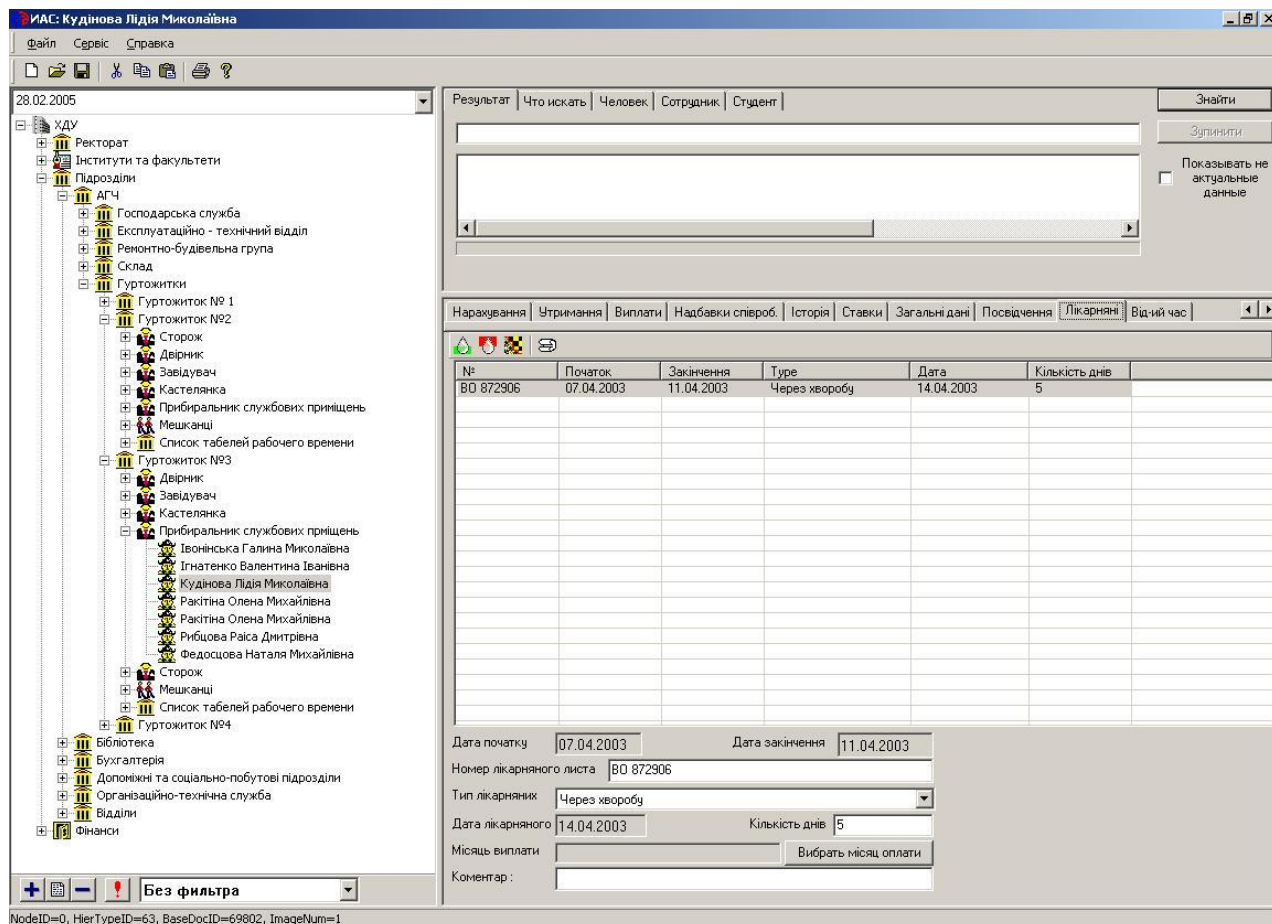 ИАС: Кудінова Лідія Миколаївна
Файл Сервіс Справка
28.02.2005
ХДУ
Ректорат
Інститути та факультети
Підрозділи
АГЧ
Господарська служба
Експлуатаційно - технічний відділ
Ремонтно-будівельна група
Склад
Гуртожитки
Гуртожиток № 1
Гуртожиток №2
Сторож
Двірник
Завідувач
Кастелянка
Прибиральник службових приміщень
Мешканці
Список табелей рабочего времени
Гуртожиток №3
Двірник
Завідувач
Кастелянка
Прибиральник службових прміщень
Івонінська Галина Миколаївна
Ігнатенко Валентина Іванівна
Кудінова Лідія Миколаївна
Ракітіна Олена Михайлівна
Ракітіна Олена Михайлівна
Рибцова Раіса Дмитрівна
Федосцова Наталя Михайлівна
Сторож
Мешканці
Список табелей рабочего времени
Гуртожиток №4
Бібліотека
Бухгалтерія
Допоміжні та соціально-побутові підрозділи
Організаційно-технічна служба
Відділи
Фінанси
Без фильтра
Результат Что искать Человек Сотрудник Студент
Знайти
Зупинити
Показывать не
актуальные
данные
Нарахування Утримання Виплати Надбавки співроб. Історія Ставки Загальні дані Посвідчення Лікарняні Від-ий час
№ Початок Закінчення Type Дата Кількість днів
ВО 872906 07.04.2003 11.04.2003 Через хворобу 14.04.2003 5
Дата початку 07.04.2003 Дата закінчення 11.04.2003
Номер лікарняного листа ВО 872906
Тип лікарняних Через хворобу
Дата лікарняного 14.04.2003 Кількість днів 5
Місяць виплати Вибрать місяц оплати
Коментар :
NodeID=0, HierTypeID=63, BaseDocID=69802, ImageNum=1